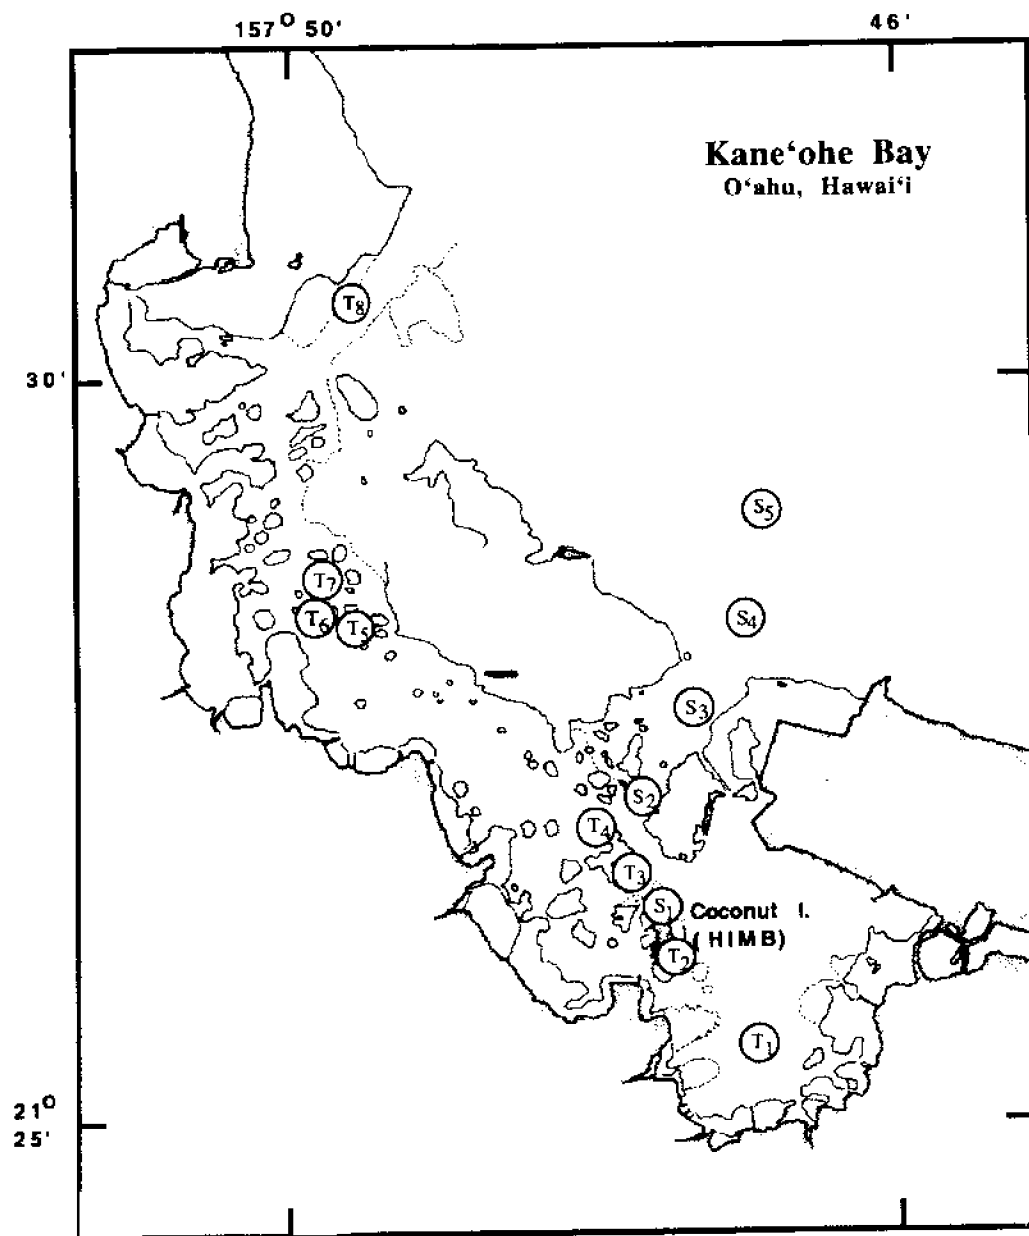 157° 50'
46'
Kane‘ohe Bay
O‘ahu, Hawai‘i
T8
30'
S5
T7
T6
T5
S4
S3
S2
T4
T3
S1
Coconut I.
(HIMB)
T2
T1
21°
25'